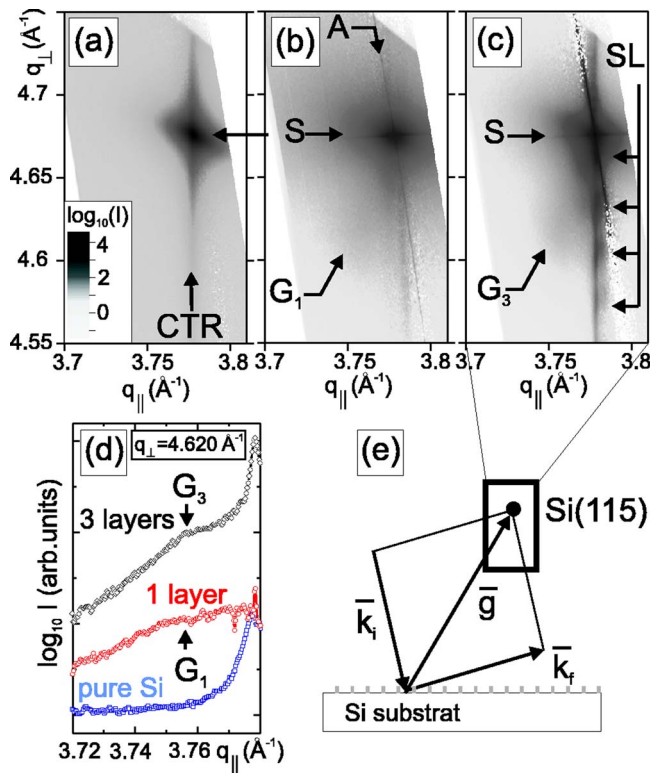 (a)
(b)
(c)
A
SL
S
S
G₁
G₃
CTR
log₁₀(I)
4
2
0
q⊥(Å⁻¹)
4.7
4.65
4.6
4.55
3.7 3.75 3.8
3.7 3.75 3.8
3.7 3.75 3.8
q||(Å⁻¹)
q||(Å⁻¹)
q||(Å⁻¹)
(d)
q⊥=4.620 Å⁻¹
G₃
3 layers
1 layer
G₁
pure Si
log₁₀ I (arb.units)
3.72 3.74 3.76
q||(Å⁻¹)
(e)
Si(115)
k̅i
g̅
k̅f
Si substrat